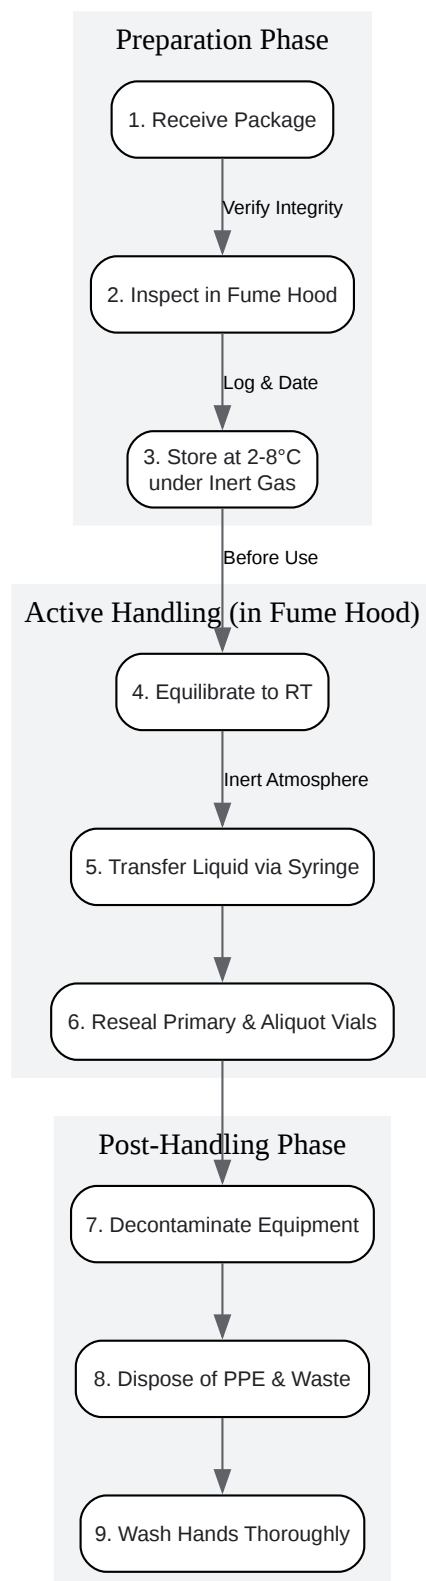 Preparation Phase
1. Receive Package
Verify Integrity
2. Inspect in Fume Hood
Log & Date
3. Store at 2-8°C
under Inert Gas
Before Use
Active Handling (in Fume Hood)
4. Equilibrate to RT
Inert Atmosphere
5. Transfer Liquid via Syringe
6. Reseal Primary & Aliquot Vials
Post-Handling Phase
7. Decontaminate Equipment
8. Dispose of PPE & Waste
9. Wash Hands Thoroughly